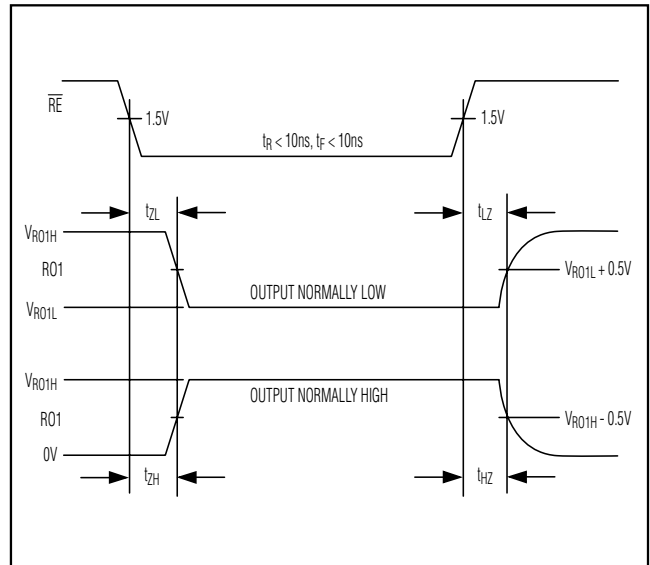 R̅E̅
1.5V
1.5V
tR < 10ns, tF < 10ns
tZL
tLZ
VRO1H
RO1
VRO1L + 0.5V
OUTPUT NORMALLY LOW
VRO1L
VRO1H
OUTPUT NORMALLY HIGH
RO1
VRO1H - 0.5V
0V
tZH
tHZ